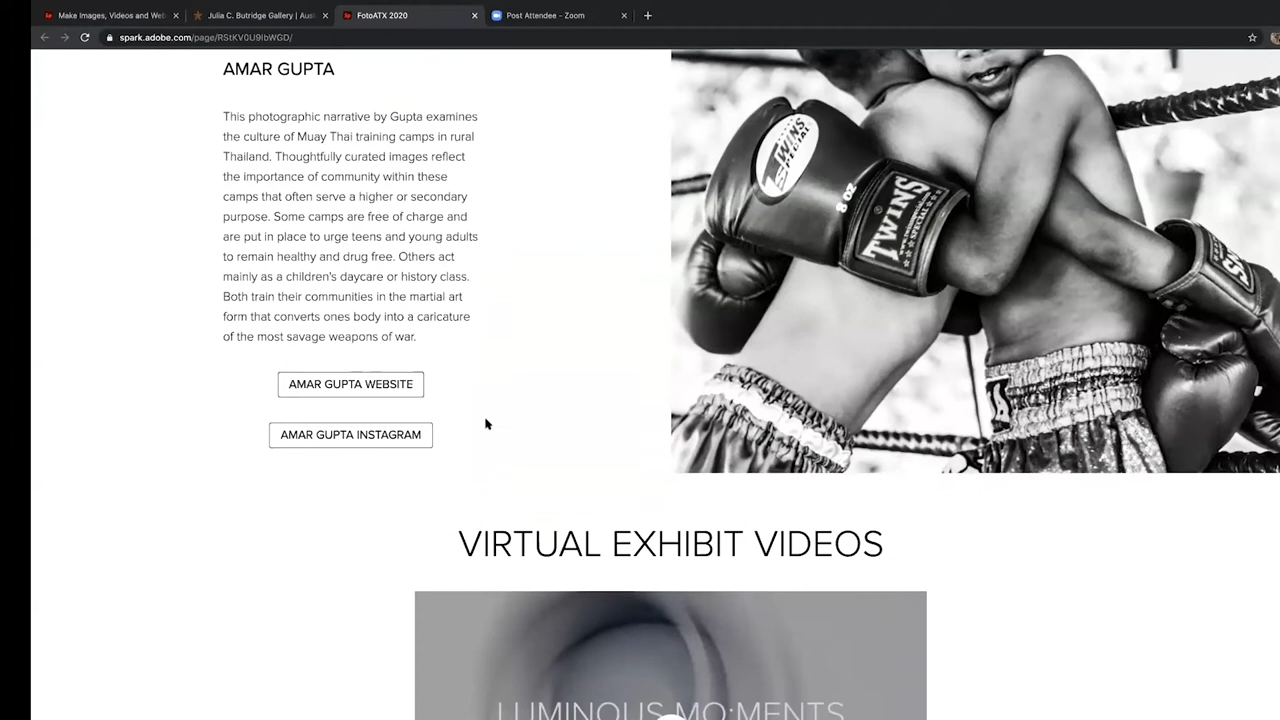 Make Images, Videos and Web
Julia C. Butridge Gallery | Aus
FotoATX 2020
Post Attendee - Zoom
spark.adobe.com/page/RStKV0U9lbWGD/
AMAR GUPTA
This photographic narrative by Gupta examines
the culture of Muay Thai training camps in rural
Thailand. Thoughtfully curated images reflect
the importance of community within these
camps that often serve a higher or secondary
purpose. Some camps are free of charge and
are put in place to urge teens and young adults
to remain healthy and drug free. Others act
mainly as a children's daycare or history class.
Both train their communities in the martial art
form that converts ones body into a caricature
of the most savage weapons of war.
AMAR GUPTA WEBSITE
AMAR GUPTA INSTAGRAM
TWINS
SPECIAL
8 OZ
TWINS
SPECIAL
VIRTUAL EXHIBIT VIDEOS
LUMINOUS MO:MENTS